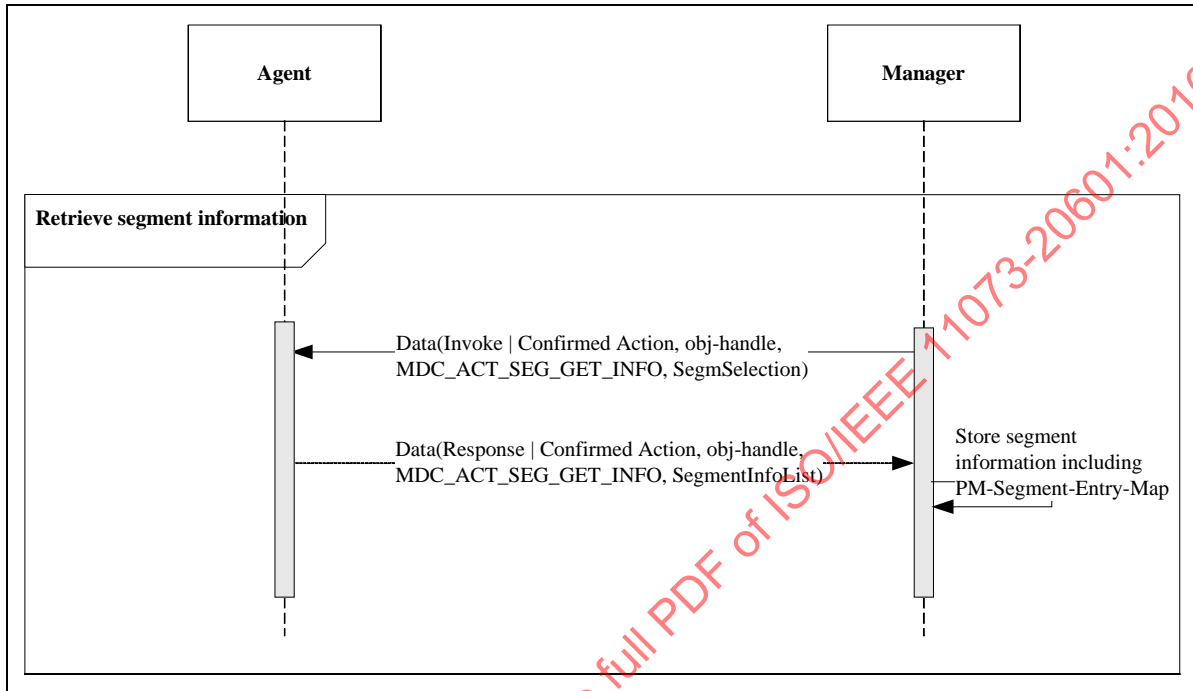 Agent
Manager
Retrieve segment information
Data(Invoke | Confirmed Action, obj-handle,
MDC_ACT_SEG_GET_INFO, SegmSelection)
Data(Response | Confirmed Action, obj-handle,
MDC_ACT_SEG_GET_INFO, SegmentInfoList)
Store segment
information including
PM-Segment-Entry-Map
full PDF of ISO/IEEE 11073-20601:201